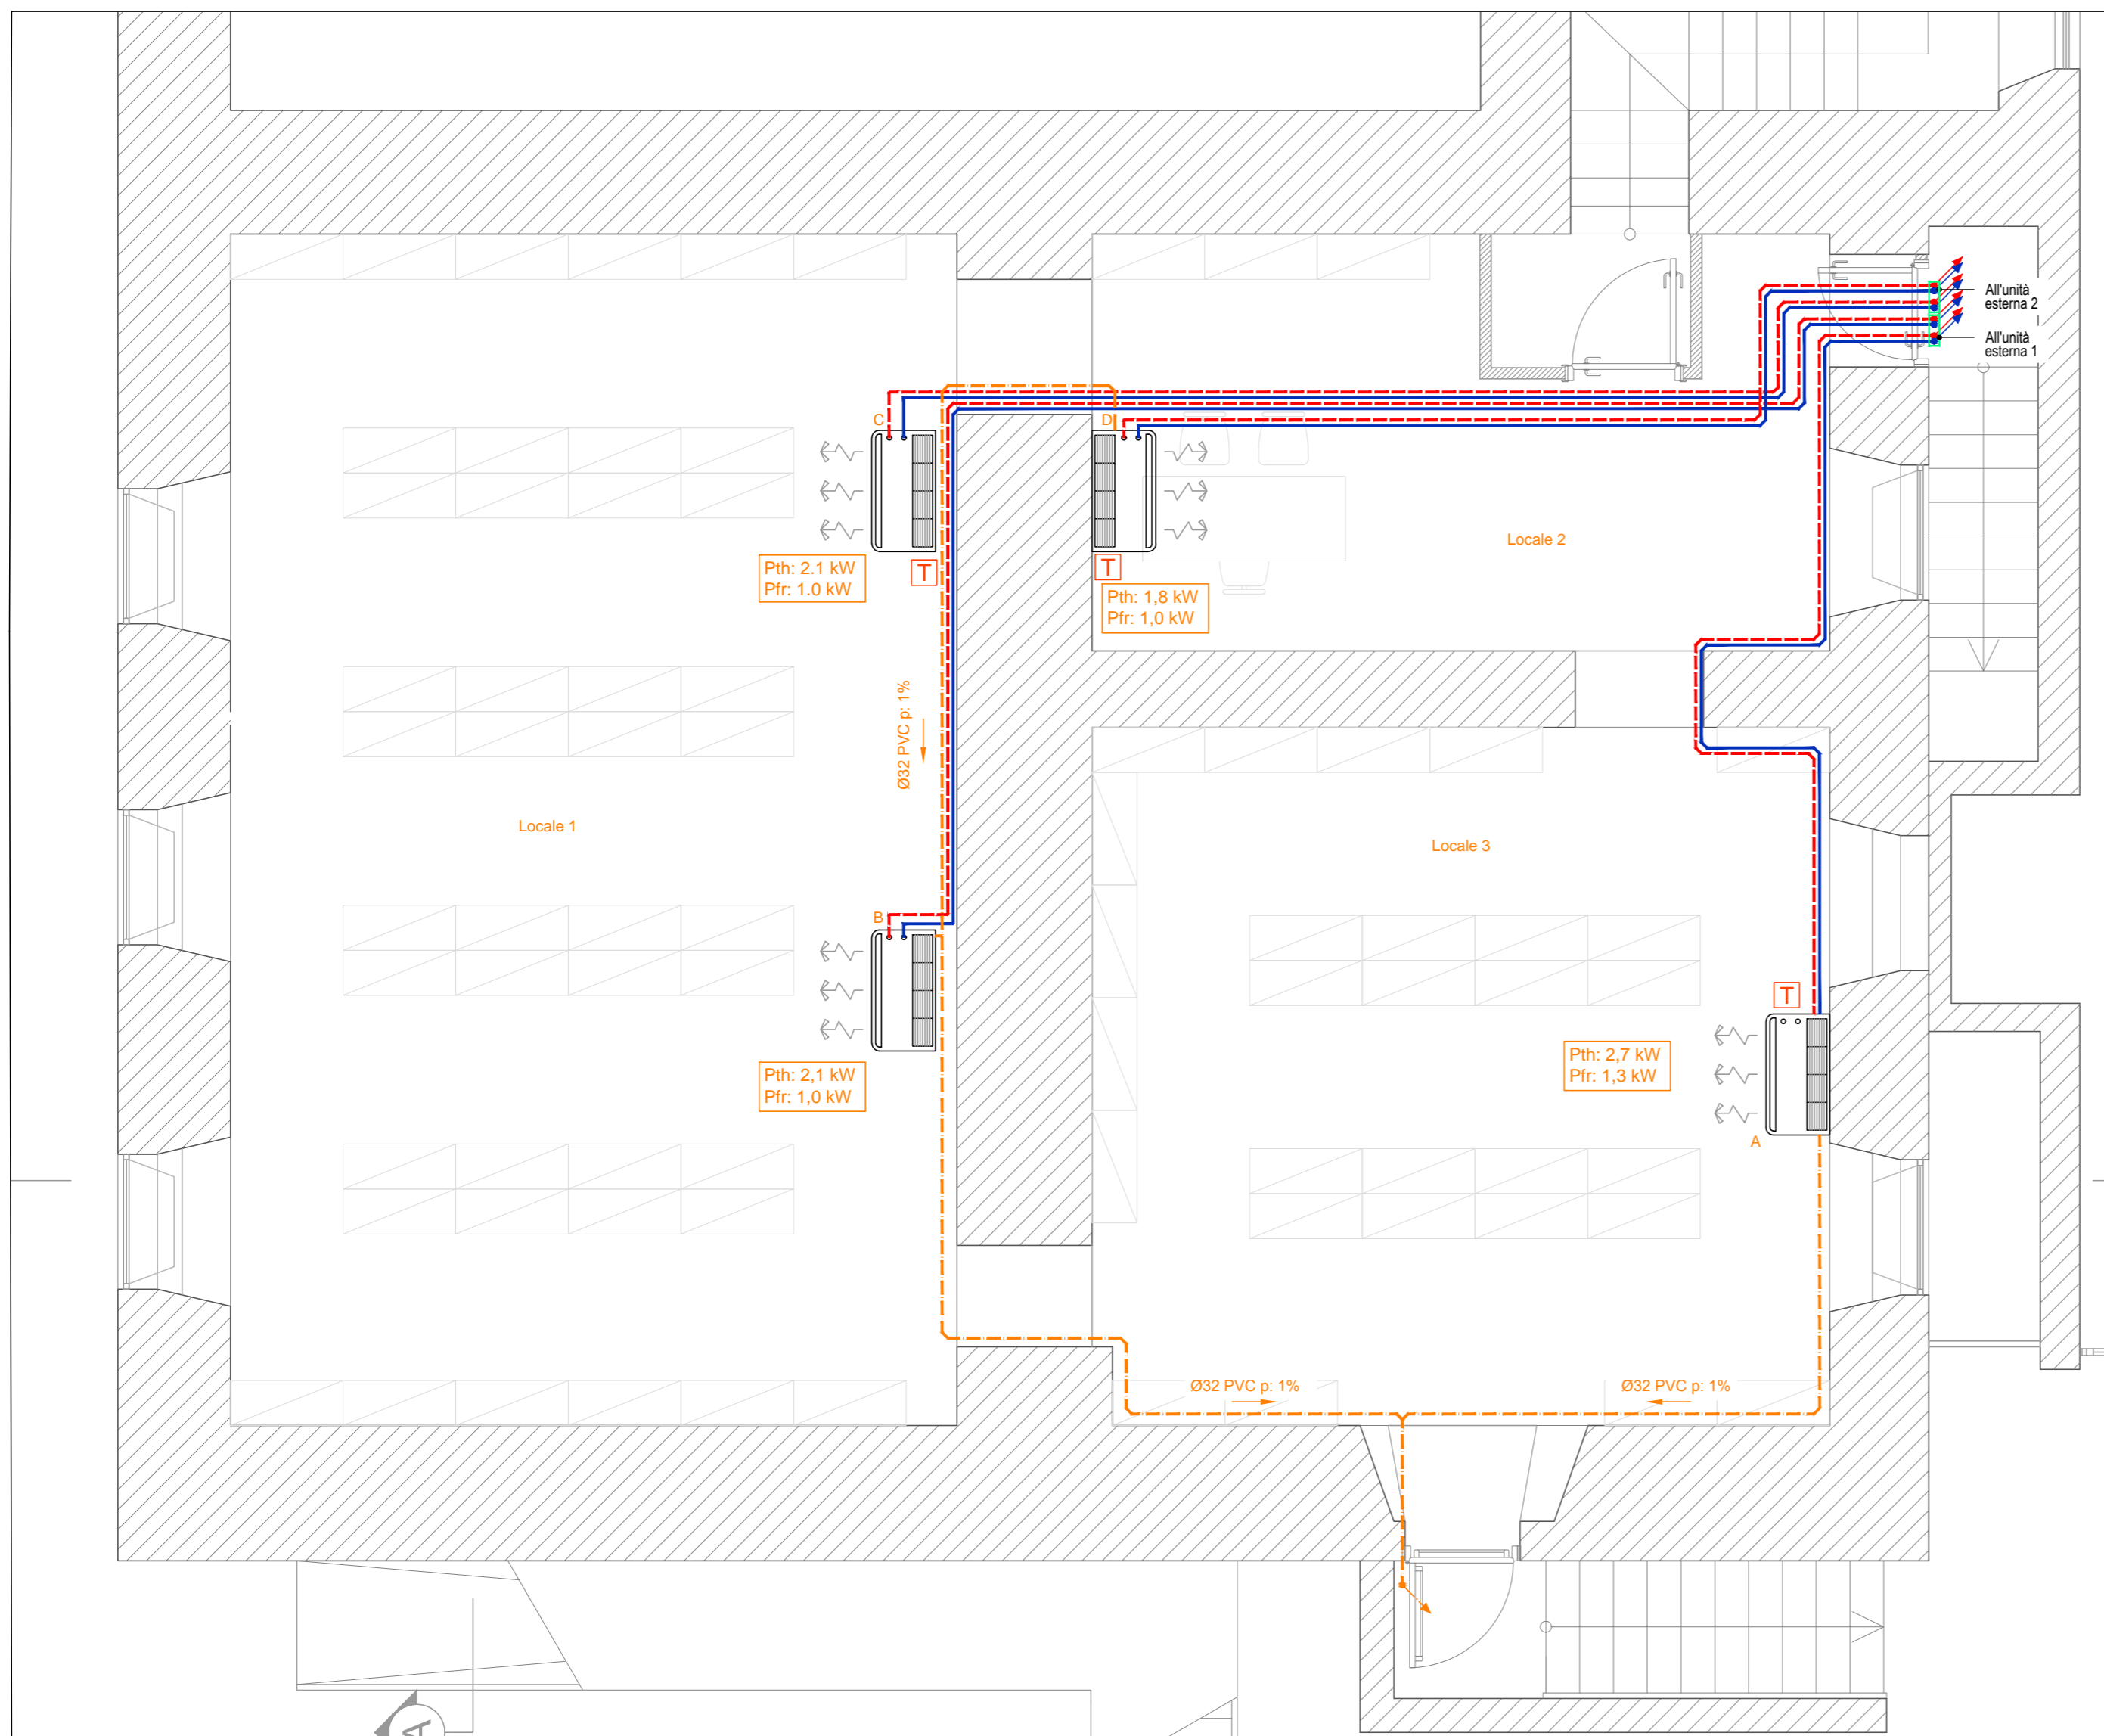 All'unità
esterna 2
All'unità
esterna 1
C
D
T
T
Pth: 2.1 kW
Pfr: 1.0 kW
Pth: 1,8 kW
Pfr: 1,0 kW
Locale 2
Ø32 PVC p: 1%
Locale 1
Locale 3
B
T
Pth: 2,1 kW
Pfr: 1,0 kW
Pth: 2,7 kW
Pfr: 1,3 kW
A
Ø32 PVC p: 1%
Ø32 PVC p: 1%
A